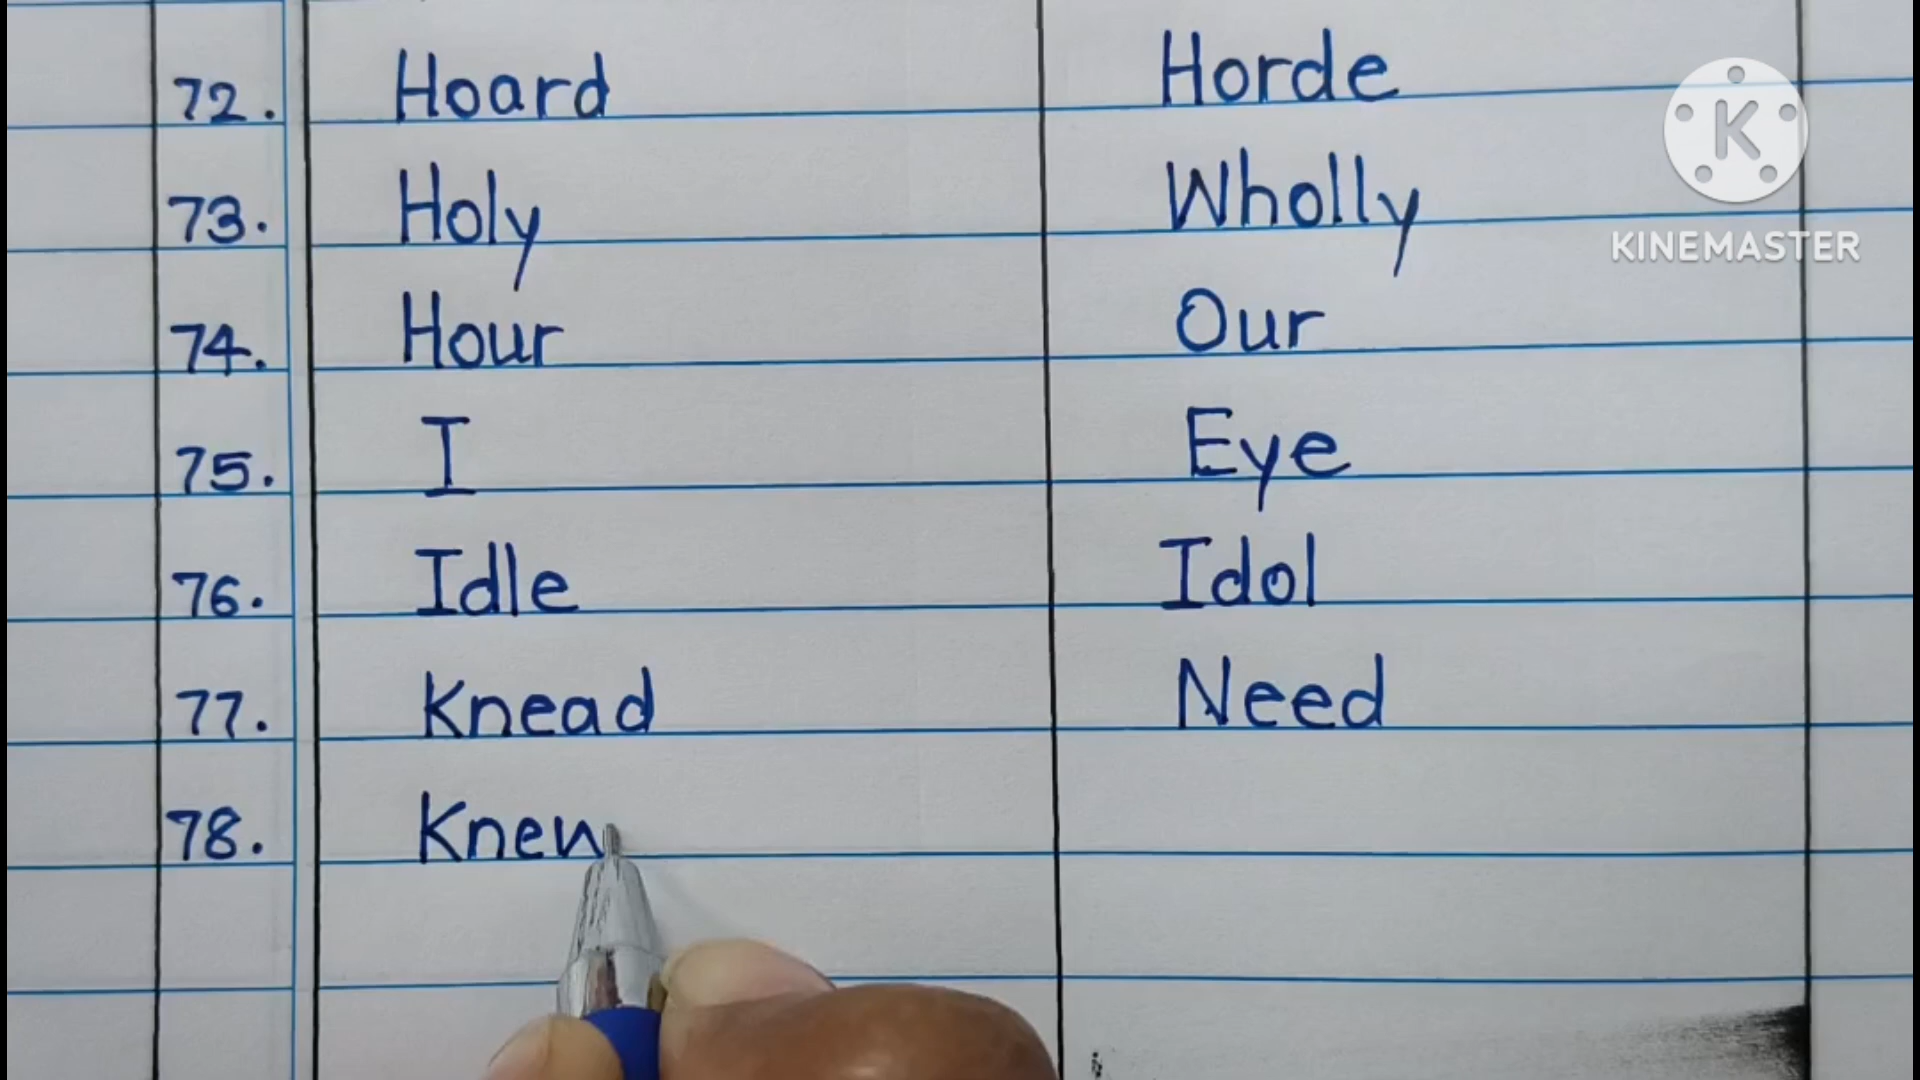 72. Hoard Horde
73. Holy Wholly
74. Hour Our
75. I Eye
76. Idle Idol
77. Knead Need
78. Knew
K
KINEMASTER